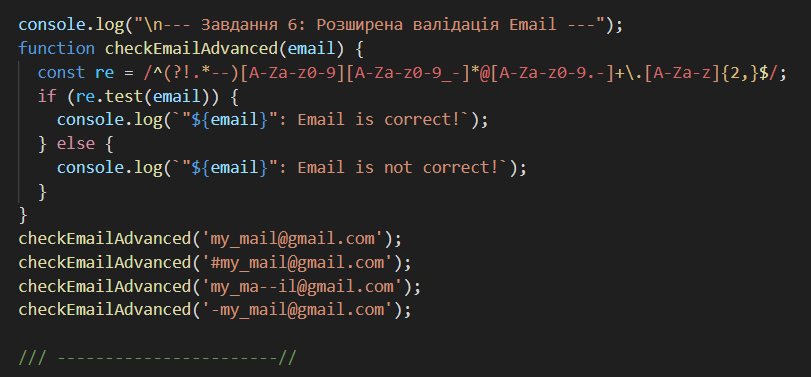 console.log("\n--- Завдання 6: Розширена валідація Email ---");
function checkEmailAdvanced(email) {
  const re = /^(?!.*--)[A-Za-z0-9][A-Za-z0-9_-]*@[A-Za-z0-9.-]+\.[A-Za-z]{2,}$/;
  if (re.test(email)) {
    console.log(`"${email}": Email is correct!`);
  } else {
    console.log(`"${email}": Email is not correct!`);
  }
}
checkEmailAdvanced('my_mail@gmail.com');
checkEmailAdvanced('#my_mail@gmail.com');
checkEmailAdvanced('my_ma--il@gmail.com');
checkEmailAdvanced('-my_mail@gmail.com');
/// -----------------------//